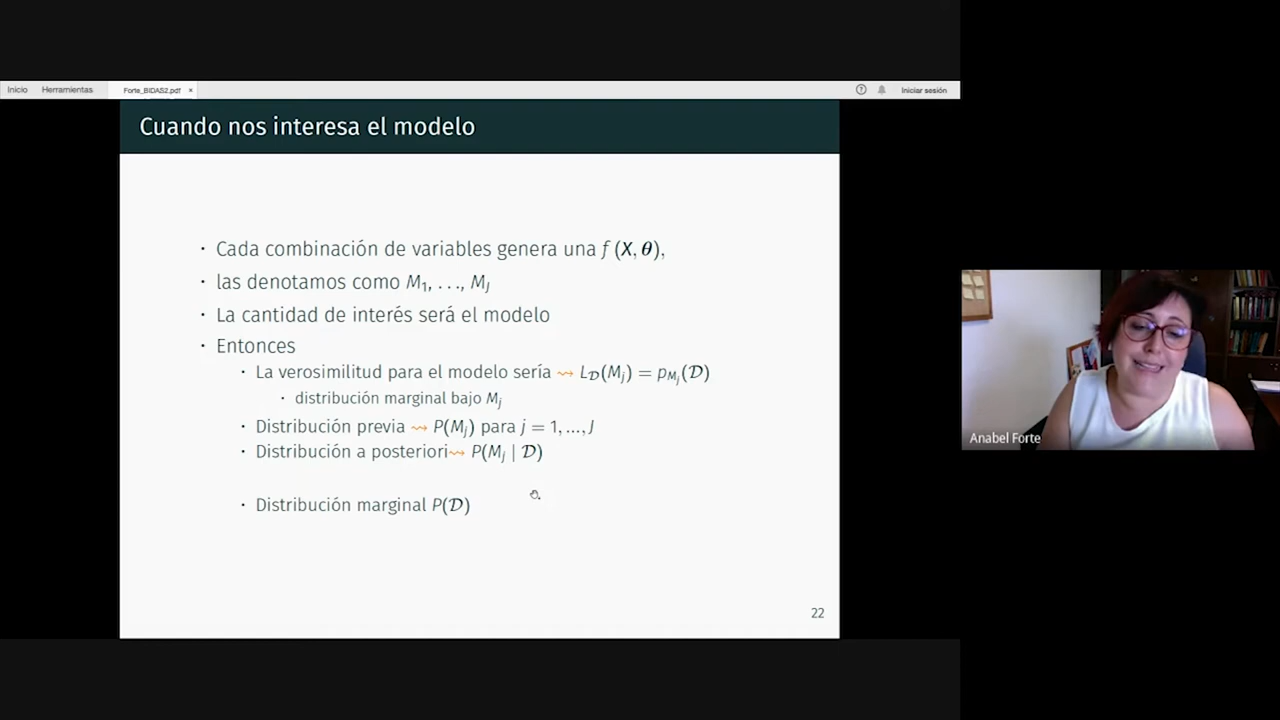 Inicio Herramientas Forte_BIDAS2.pdf × Iniciar sesión
Cuando nos interesa el modelo
· Cada combinación de variables genera una f (X, θ),
· las denotamos como M₁, …, M_J
· La cantidad de interés será el modelo
· Entonces
· La verosimilitud para el modelo sería ⇝ L_𝒟(M_j) = p_{M_j}(𝒟)
· distribución marginal bajo M_j
· Distribución previa ⇝ P(M_j) para j = 1, ..., J
· Distribución a posteriori⇝ P(M_j | 𝒟)
· Distribución marginal P(𝒟)
22
Anabel Forte